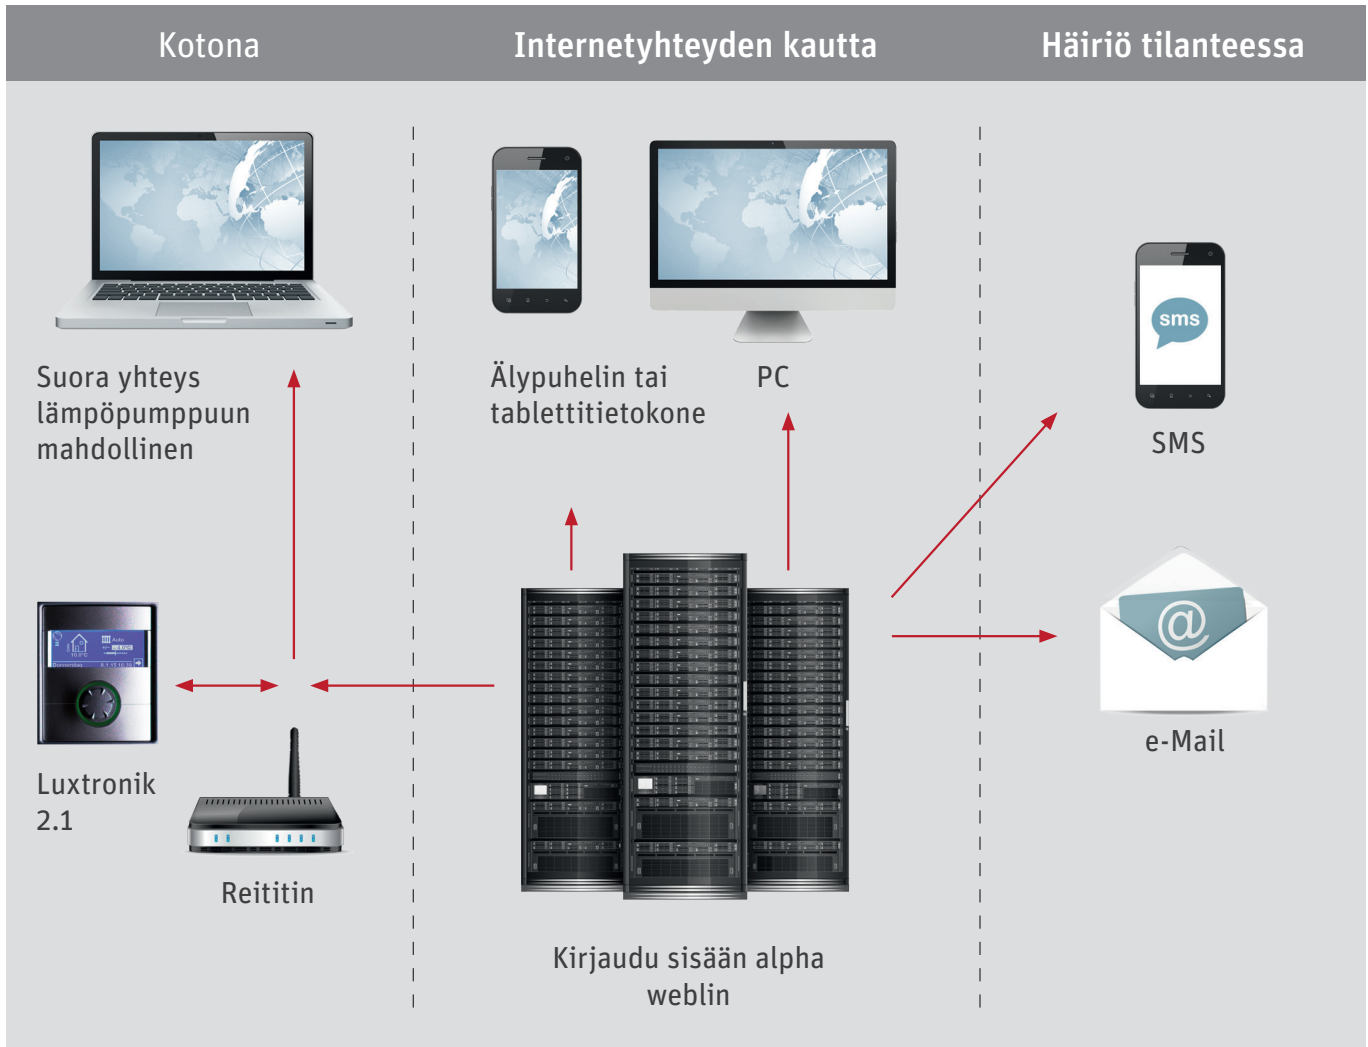 Kotona
Internetyhteyden kautta
Häiriö tilanteessa
Suora yhteys
lämpöpumppuun
mahdollinen
Älypuhelin tai
tablettitietokone
PC
sms
SMS
@
e-Mail
Auto
Luxtronik
2.1
Reititin
Kirjaudu sisään alpha
weblin